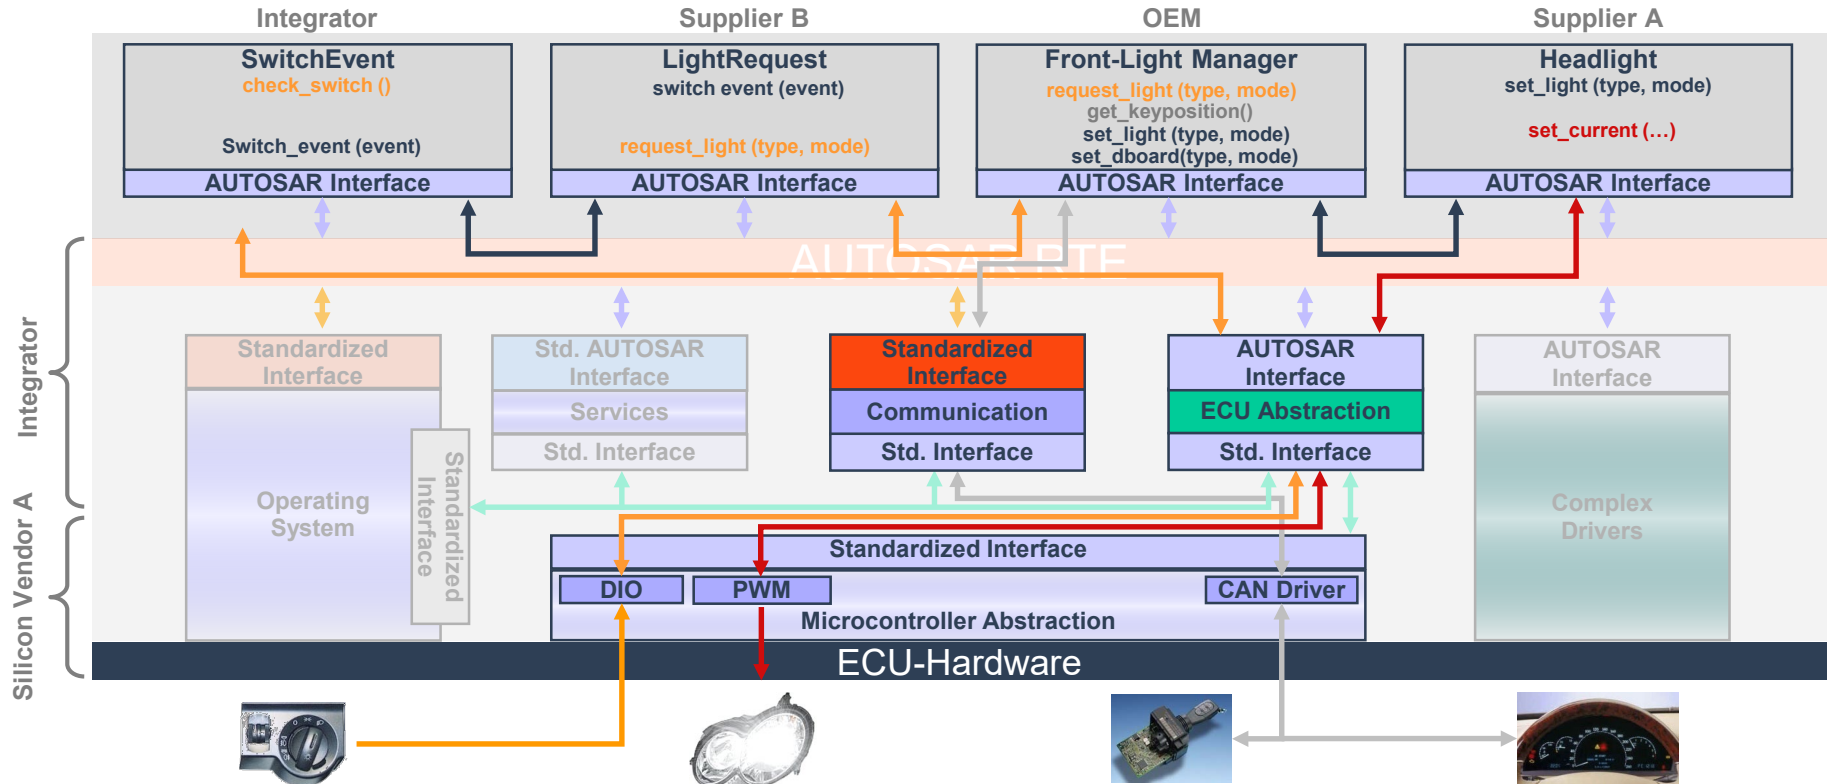 Integrator
Supplier B
OEM
Supplier A
SwitchEvent
check_switch ()
Switch_event (event)
AUTOSAR Interface
LightRequest
switch event (event)
request_light (type, mode)
AUTOSAR Interface
Front-Light Manager
request_light (type, mode)
get_keyposition()
set_light (type, mode)
set_dboard(type, mode)
AUTOSAR Interface
Headlight
set_light (type, mode)
set_current (...)
AUTOSAR Interface
AUTOSAR RTE
Integrator
Silicon Vendor A
Standardized
Interface
Operating
System
Standardized
Interface
Std. AUTOSAR
Interface
Services
Std. Interface
Standardized
Interface
Communication
Std. Interface
AUTOSAR
Interface
ECU Abstraction
Std. Interface
AUTOSAR
Interface
Complex
Drivers
Standardized Interface
DIO
PWM
CAN Driver
Microcontroller Abstraction
ECU-Hardware